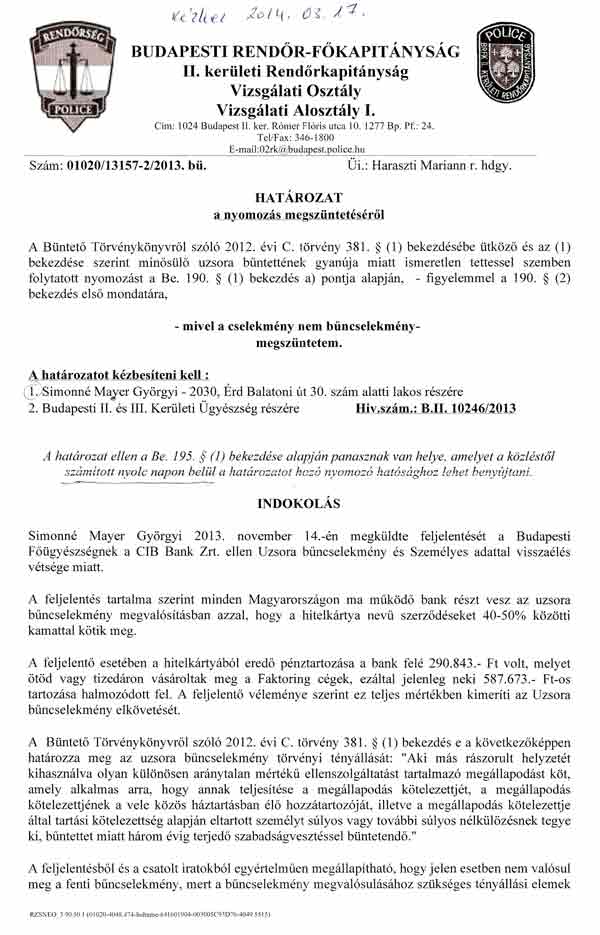 kézhez 2014. 03. 17.
RENDŐRSÉG
POLICE
POLICE
BRFK II. KERÜLETI RENDŐRKAPITÁNYSÁG
BUDAPESTI RENDŐR-FŐKAPITÁNYSÁG
II. kerületi Rendőrkapitányság
Vizsgálati Osztály
Vizsgálati Alosztály I.
Cím: 1024 Budapest II. ker. Rómer Flóris utca 10. 1277 Bp. Pf.: 24.
Tel/Fax: 346-1800
E-mail:02rk@budapest.police.hu
Szám: 01020/13157-2/2013. bü. Üi.: Haraszti Mariann r. hdgy.
HATÁROZAT
a nyomozás megszüntetéséről
A Büntető Törvénykönyvről szóló 2012. évi C. törvény 381. § (1) bekezdésébe ütköző és az (1)
bekezdése szerint minősülő uzsora bűntettének gyanúja miatt ismeretlen tettessel szemben
folytatott nyomozást a Be. 190. § (1) bekezdés a) pontja alapján, - figyelemmel a 190. § (2)
bekezdés első mondatára,
- mivel a cselekmény nem bűncselekmény-
megszüntetem.
A határozatot kézbesíteni kell :
1. Simonné Mayer Györgyi - 2030, Érd Balatoni út 30. szám alatti lakos részére
2. Budapesti II. és III. Kerületi Ügyészség részére Hiv.szám.: B.II. 10246/2013
A határozat ellen a Be. 195. § (1) bekezdése alapján panasznak van helye, amelyet a közléstől
számított nyolc napon belül a határozatot hozó nyomozó hatósághoz lehet benyújtani.
INDOKOLÁS
Simonné Mayer Györgyi 2013. november 14.-én megküldte feljelentését a Budapesti
Főügyészségnek a CIB Bank Zrt. ellen Uzsora bűncselekmény és Személyes adattal visszaélés
vétsége miatt.
A feljelentés tartalma szerint minden Magyarországon ma működő bank részt vesz az uzsora
bűncselekmény megvalósításban azzal, hogy a hitelkártya nevű szerződéseket 40-50% közötti
kamattal kötik meg.
A feljelentő esetében a hitelkártyából eredő pénztartozása a bank felé 290.843.- Ft volt, melyet
ötöd vagy tizedáron vásároltak meg a Faktoring cégek, ezáltal jelenleg neki 587.673.- Ft-os
tartozása halmozódott fel. A feljelentő véleménye szerint ez teljes mértékben kimeríti az Uzsora
bűncselekmény elkövetését.
A Büntető Törvénykönyvről szóló 2012. évi C. törvény 381. § (1) bekezdés e a következőképpen
határozza meg az uzsora bűncselekmény törvényi tényállását: "Aki más rászorult helyzetét
kihasználva olyan különösen aránytalan mértékű ellenszolgáltatást tartalmazó megállapodást köt,
amely alkalmas arra, hogy annak teljesítése a megállapodás kötelezettjét, a megállapodás
kötelezettjének a vele közös háztartásban élő hozzátartozóját, illetve a megállapodás kötelezettje
által tartási kötelezettség alapján eltartott személyt súlyos vagy további súlyos nélkülözésnek tegye
ki, bűntettet miatt három évig terjedő szabadságvesztéssel büntetendő."
A feljelentésből és a csatolt iratokból egyértelműen megállapítható, hogy jelen esetben nem valósul
meg a fenti bűncselekmény, mert a bűncselekmény megvalósulásához szükséges tényállási elemek